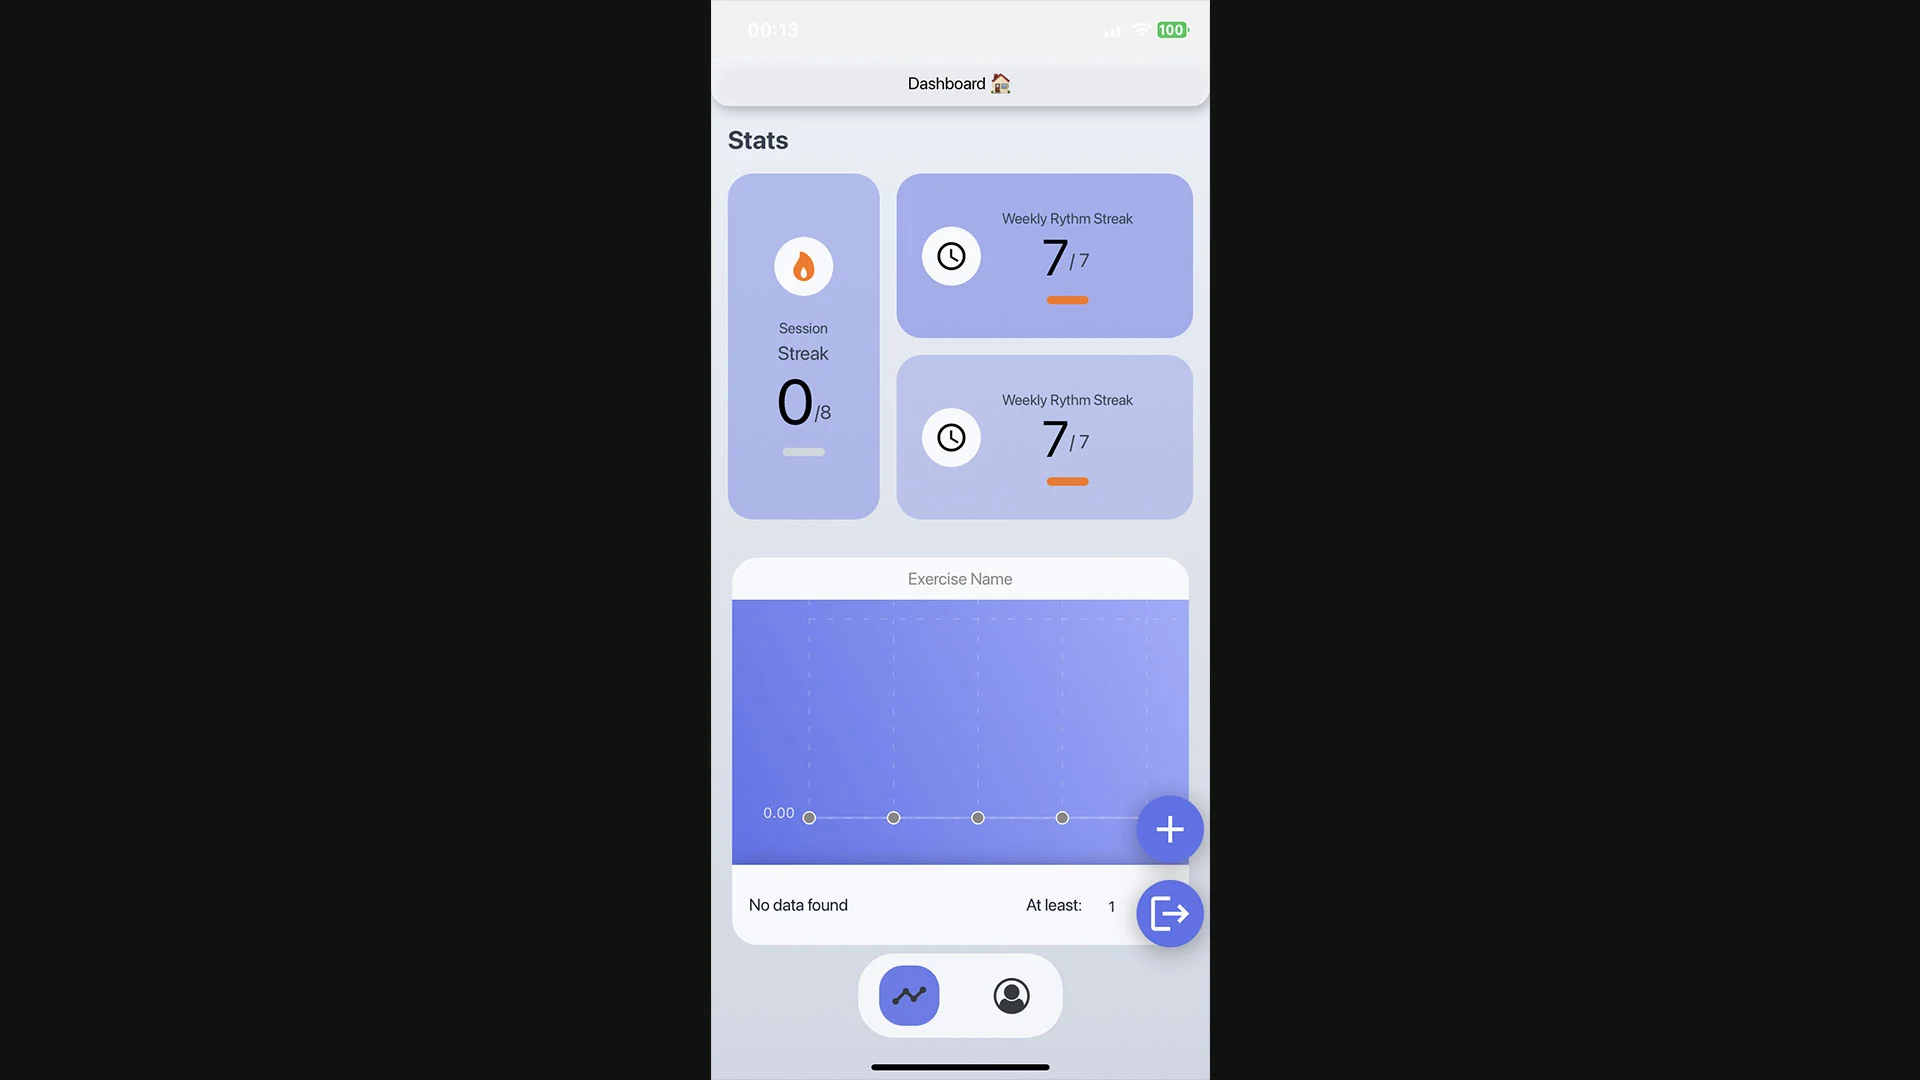 00:13
100
Dashboard
Stats
Session
Streak
0/8
Weekly Rythm Streak
7/ 7
Weekly Rythm Streak
7/ 7
Exercise Name
0.00
No data found
At least: 1